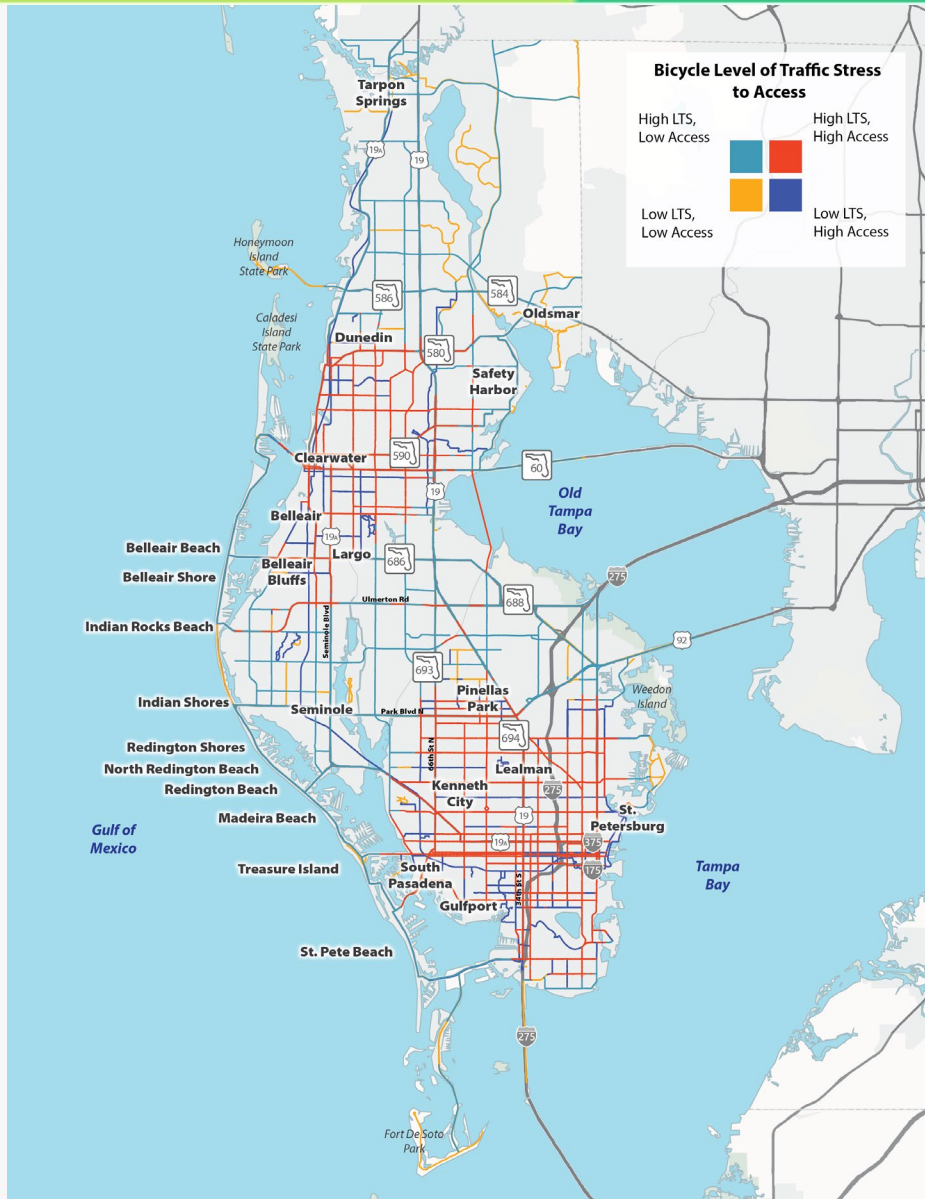 Bicycle Level of Traffic Stress
to Access
High LTS,
Low Access
High LTS,
High Access
Low LTS,
Low Access
Low LTS,
High Access
Tarpon
Springs
19A
19
Honeymoon
Island
State Park
586
584
Oldsmar
Caladesi
Island
State Park
Dunedin
580
Safety
Harbor
Clearwater
590
60
19
Old
Tampa
Bay
Belleair
19A
Largo
Belleair Beach
686
Belleair
Bluffs
Belleair Shore
275
Ulmerton Rd
688
Seminole Blvd
Indian Rocks Beach
92
693
Pinellas
Park
Weedon
Island
Indian Shores
Seminole
Park Blvd N
694
66th St N
Redington Shores
North Redington Beach
Lealman
Redington Beach
Kenneth
City
275
Madeira Beach
19
St.
Petersburg
Gulf of
Mexico
19A
375
Treasure Island
South
Pasadena
175
Tampa
Bay
34th St S
Gulfport
St. Pete Beach
275
Fort De Soto
Park